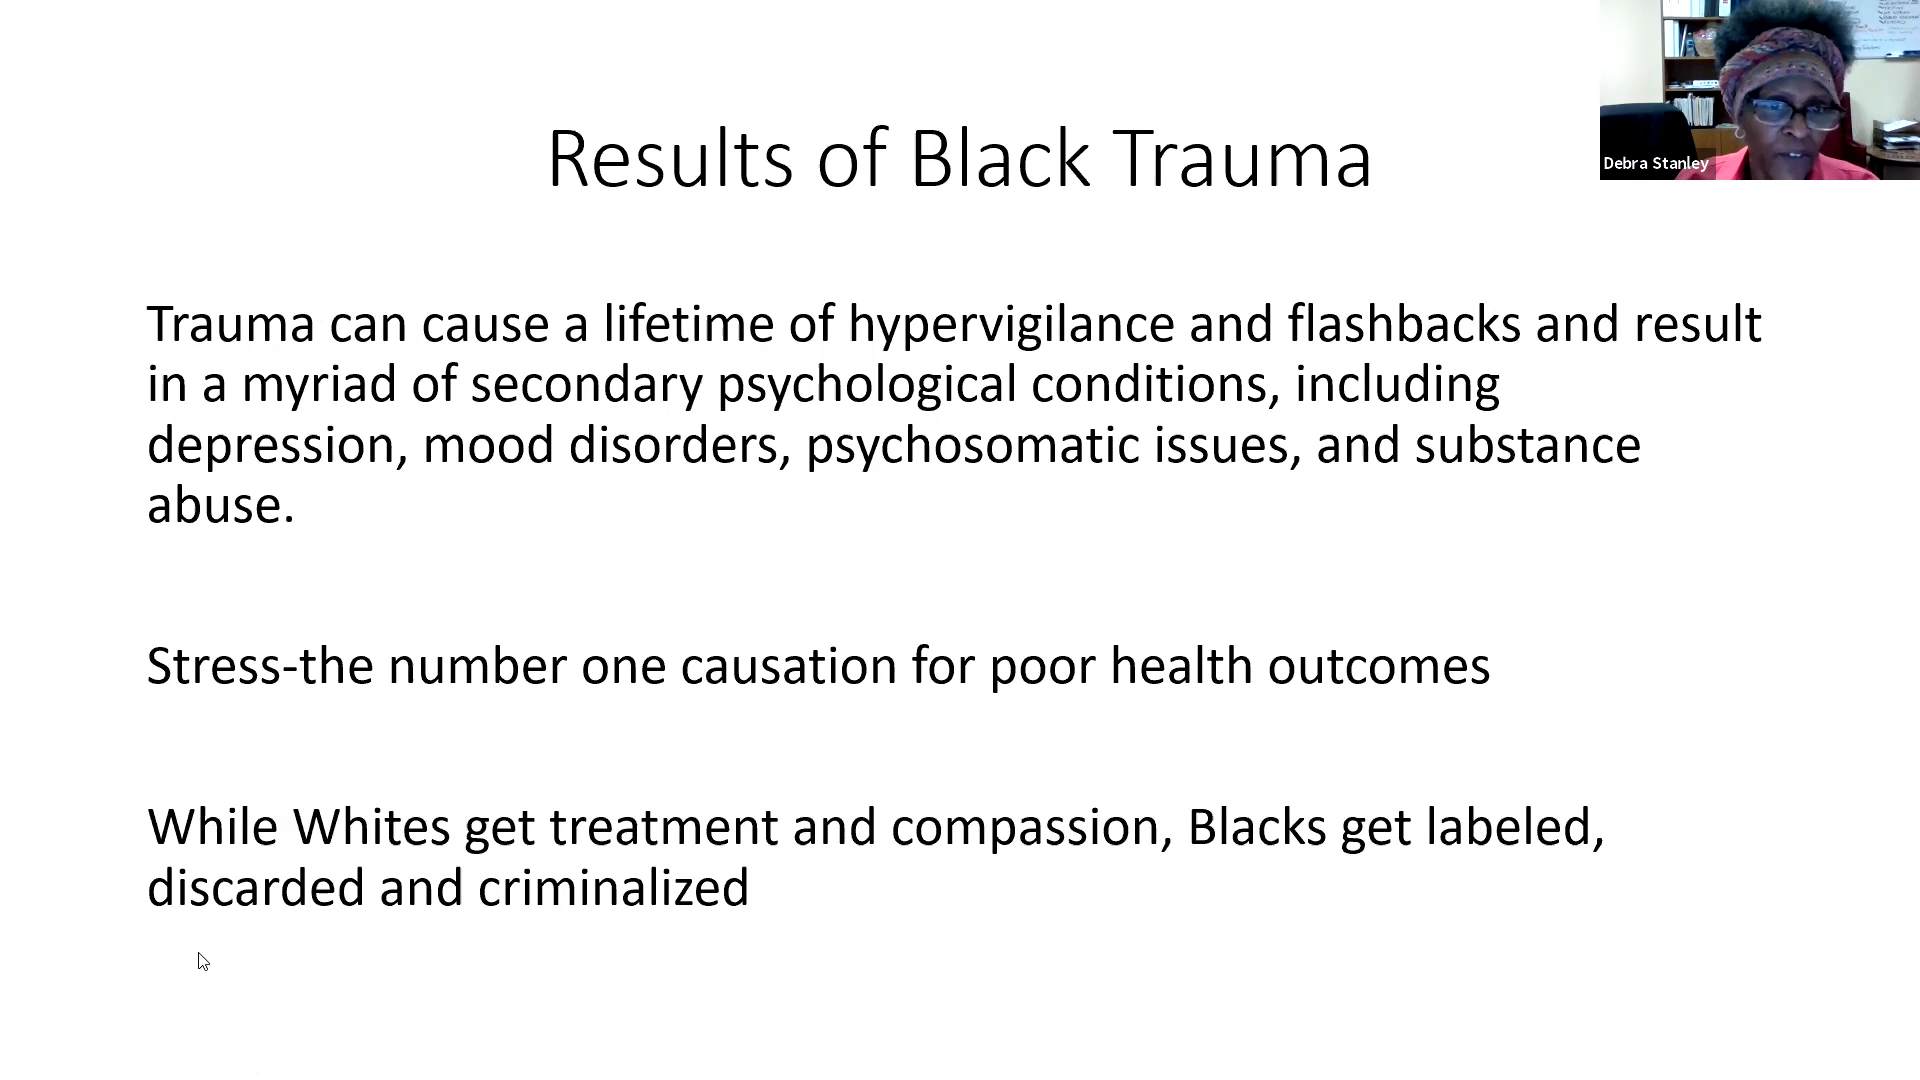 Results of Black Trauma
Debra Stanley
Trauma can cause a lifetime of hypervigilance and flashbacks and result
in a myriad of secondary psychological conditions, including
depression, mood disorders, psychosomatic issues, and substance
abuse.
Stress-the number one causation for poor health outcomes
While Whites get treatment and compassion, Blacks get labeled,
discarded and criminalized